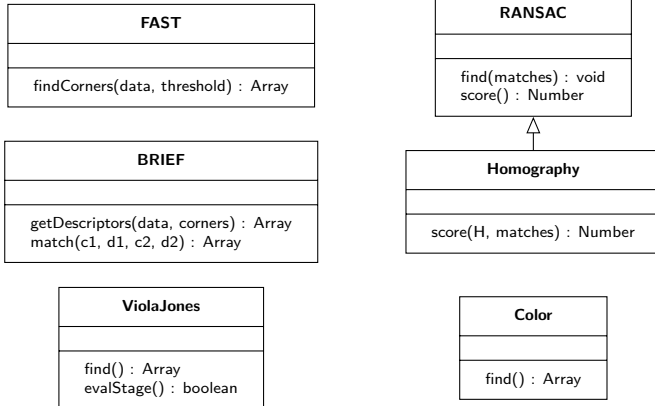 FAST
findCorners(data, threshold) : Array
RANSAC
find(matches) : void
score() : Number
BRIEF
getDescriptors(data, corners) : Array
match(c1, d1, c2, d2) : Array
Homography
score(H, matches) : Number
ViolaJones
find() : Array
evalStage() : boolean
Color
find() : Array